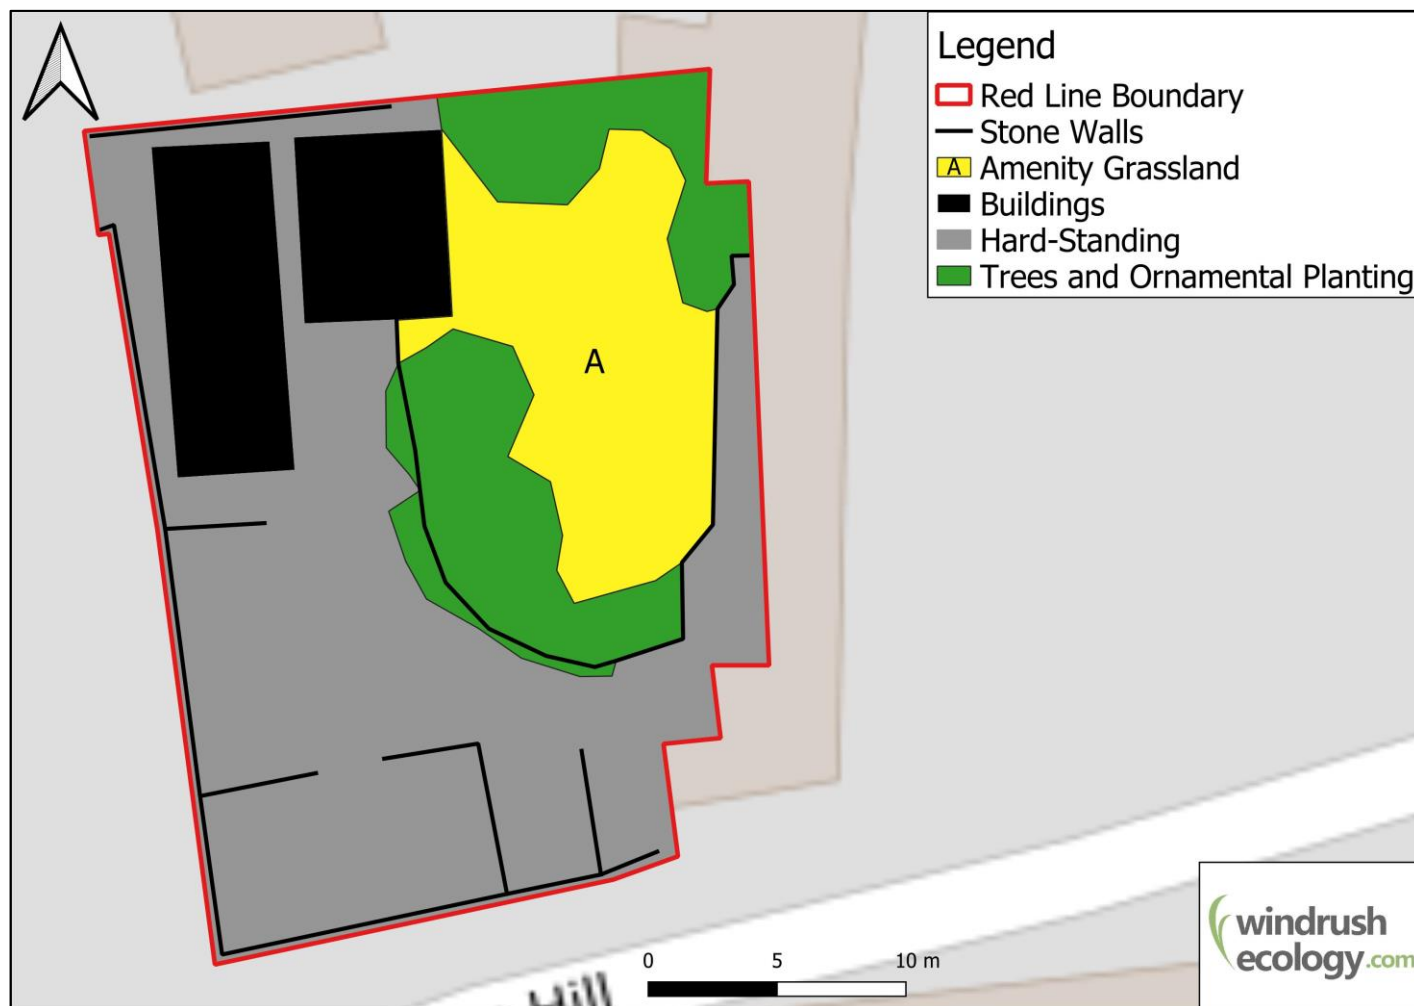 Legend
Red Line Boundary
Stone Walls
A Amenity Grassland
Buildings
Hard-Standing
Trees and Ornamental Planting
A
0 5 10 m
Hill
windrush
ecology.com